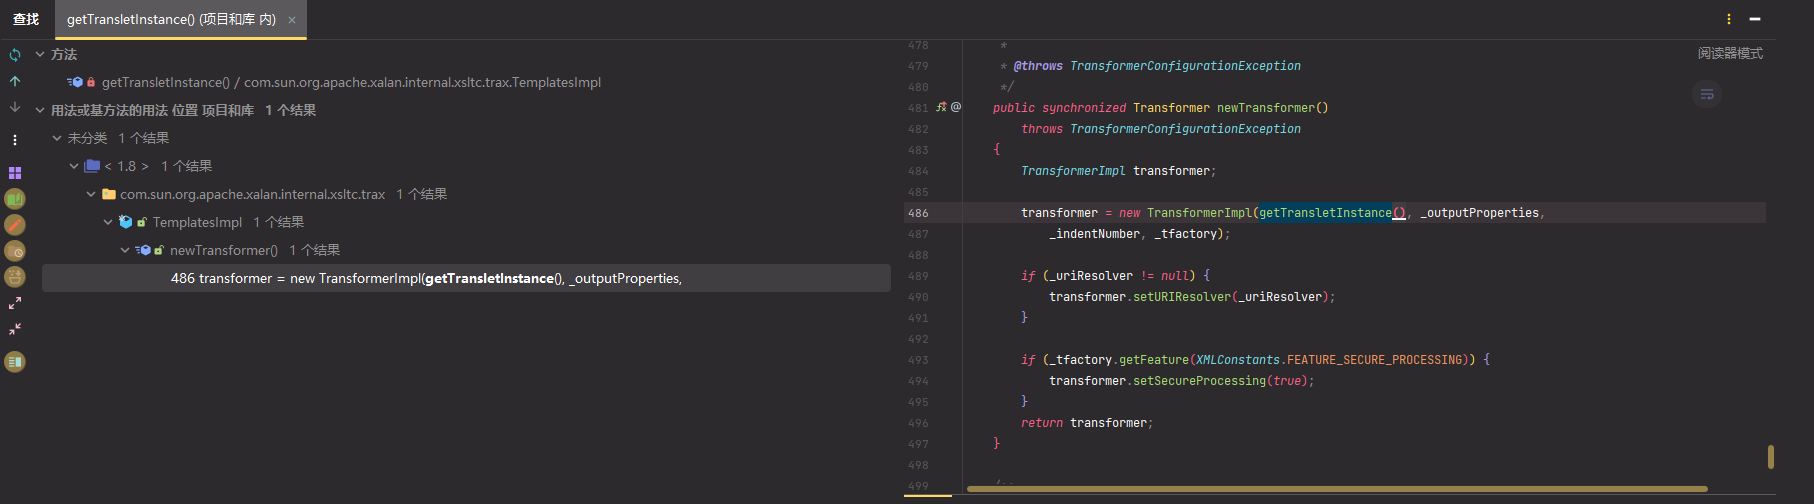 查找
getTransletInstance() (项目和库 内) ×
方法
getTransletInstance() / com.sun.org.apache.xalan.internal.xsltc.trax.TemplatesImpl
用法或基方法的用法 位置 项目和库 1 个结果
未分类 1 个结果
< 1.8 > 1 个结果
com.sun.org.apache.xalan.internal.xsltc.trax 1 个结果
TemplatesImpl 1 个结果
newTransformer() 1 个结果
486 transformer = new TransformerImpl(getTransletInstance(), _outputProperties,
阅读器模式
478 *
479 * @throws TransformerConfigurationException
480 */
481 @ public synchronized Transformer newTransformer()
482 throws TransformerConfigurationException
483 {
484 TransformerImpl transformer;
485
486 transformer = new TransformerImpl(getTransletInstance(), _outputProperties,
487 _indentNumber, _tfactory);
488
489 if (_uriResolver != null) {
490 transformer.setURIResolver(_uriResolver);
491 }
492
493 if (_tfactory.getFeature(XMLConstants.FEATURE_SECURE_PROCESSING)) {
494 transformer.setSecureProcessing(true);
495 }
496 return transformer;
497 }
498
499